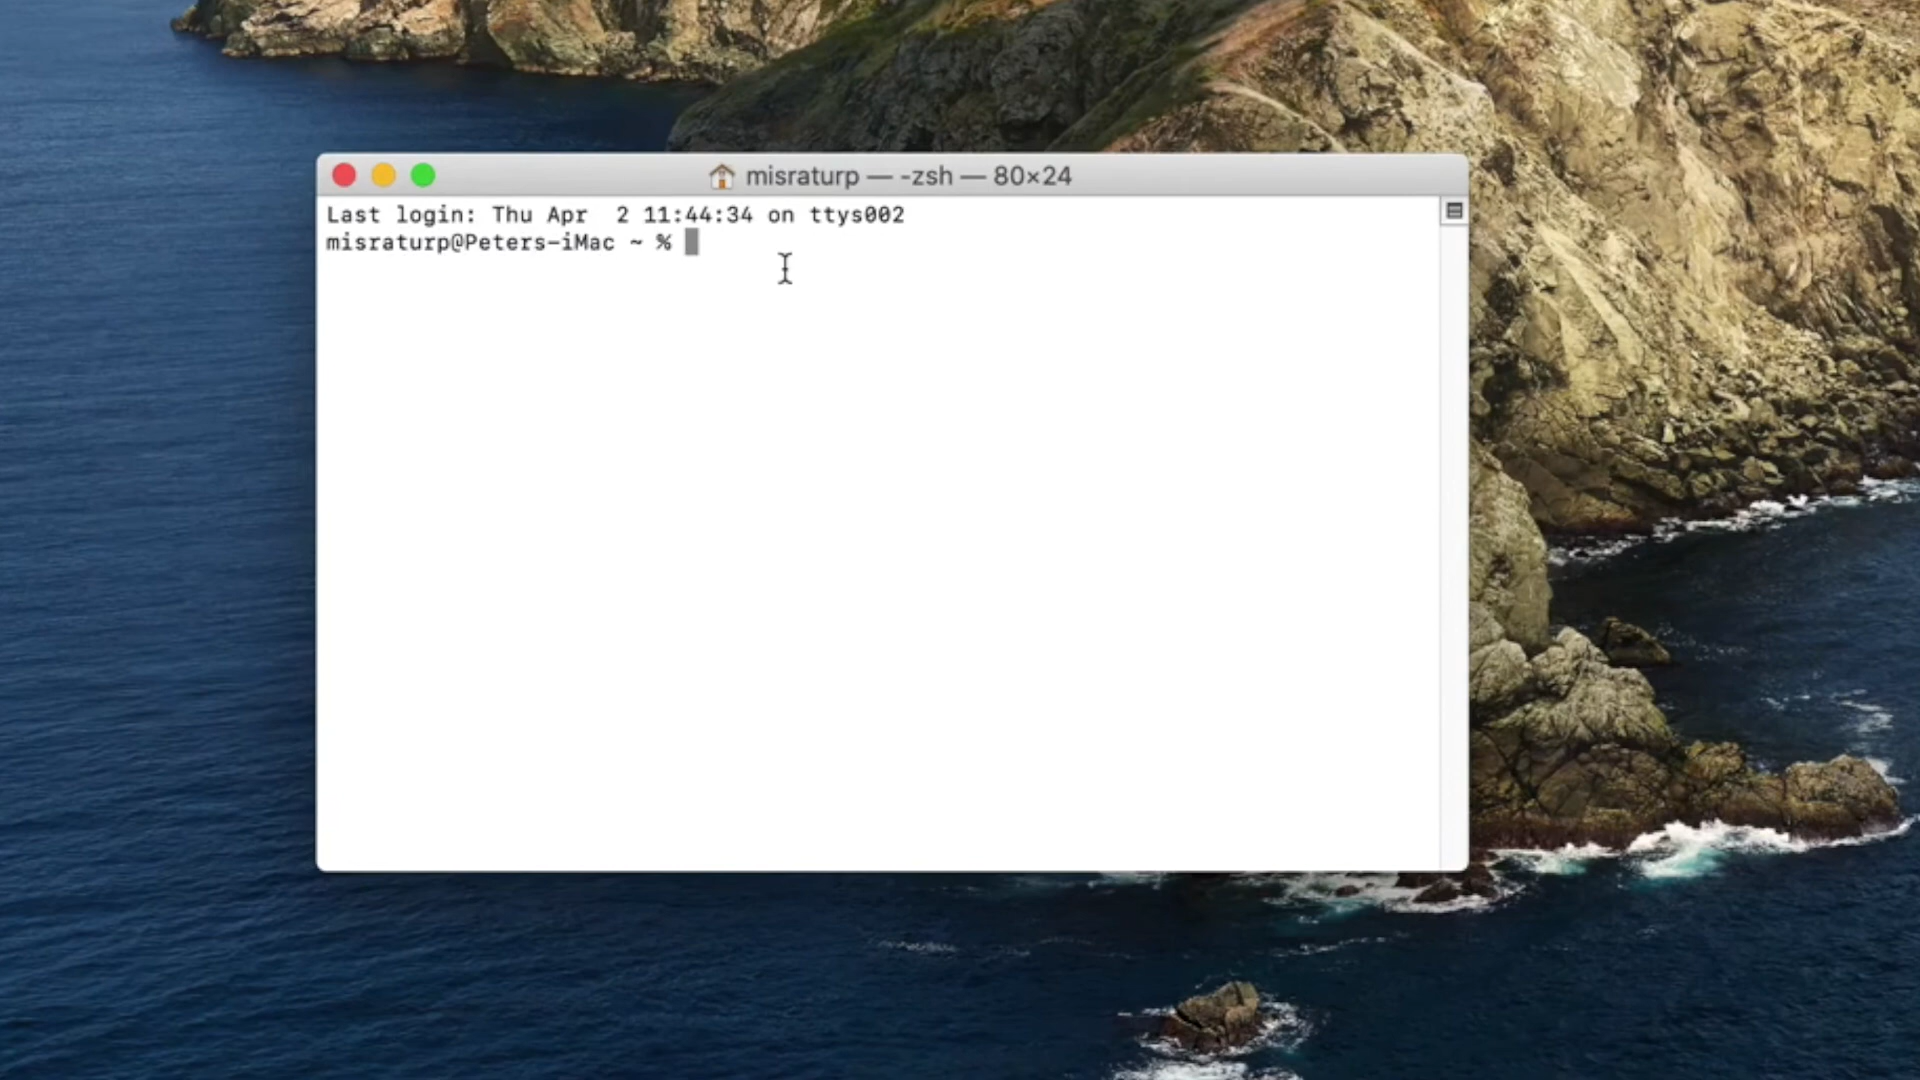 misraturp — -zsh — 80×24
Last login: Thu Apr  2 11:44:34 on ttys002
misraturp@Peters-iMac ~ %